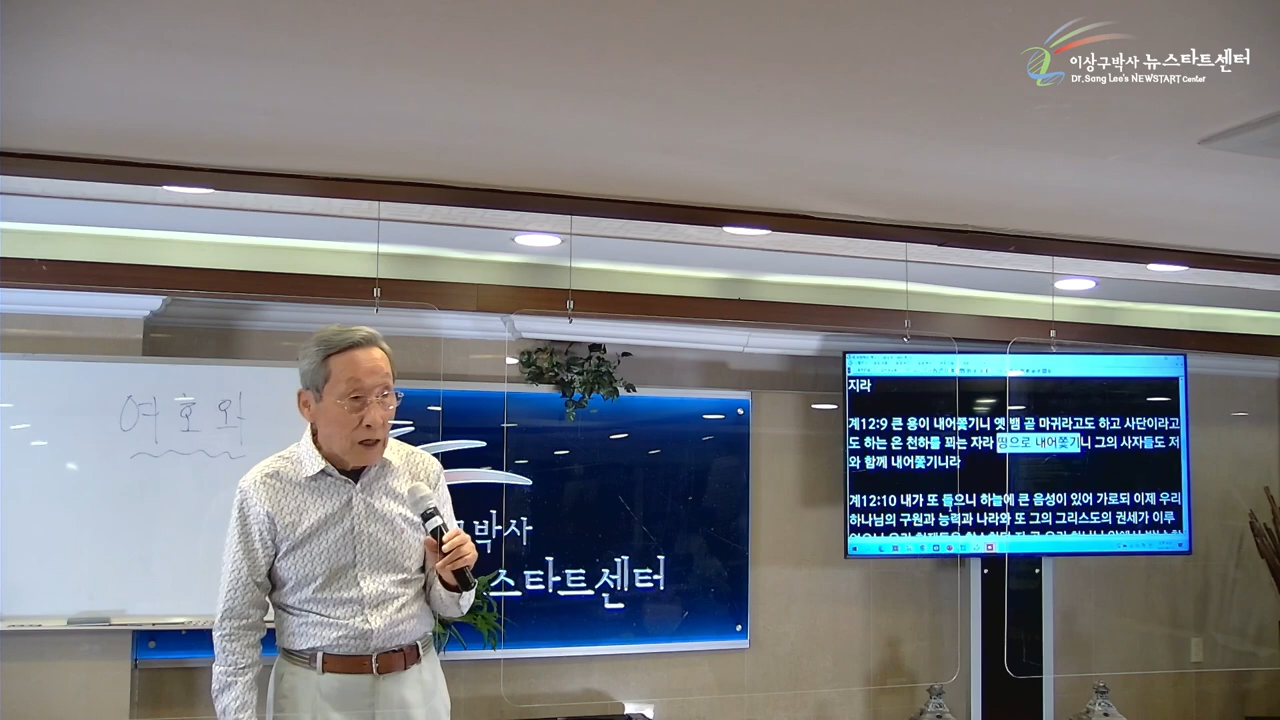 이상구박사 뉴스타트센터
Dr. Sang Lee's NEWSTART Center
여호와
구박사
스타트센터
지라
계12:9 큰 용이 내어쫓기니 옛 뱀 곧 마귀라고도 하고 사단이라고
도 하는 온 천하를 꾀는 자라 땅으로 내어쫓기니 그의 사자들도 저
와 함께 내어쫓기니라
계12:10 내가 또 들으니 하늘에 큰 음성이 있어 가로되 이제 우리
하나님의 구원과 능력과 나라와 또 그의 그리스도의 권세가 이루